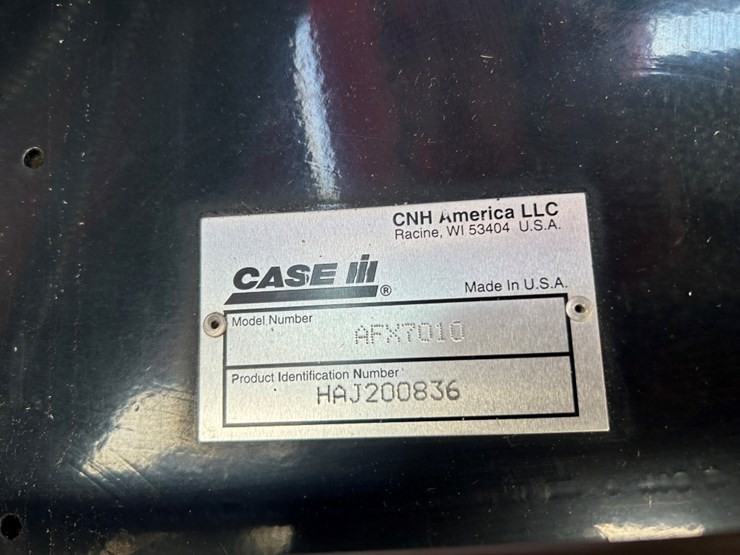 CNH America LLC
Racine, WI 53404 U.S.A.
CASE IH ®
Made In U.S.A.
Model Number
AFX7010
Product Identification Number
HAJ200836